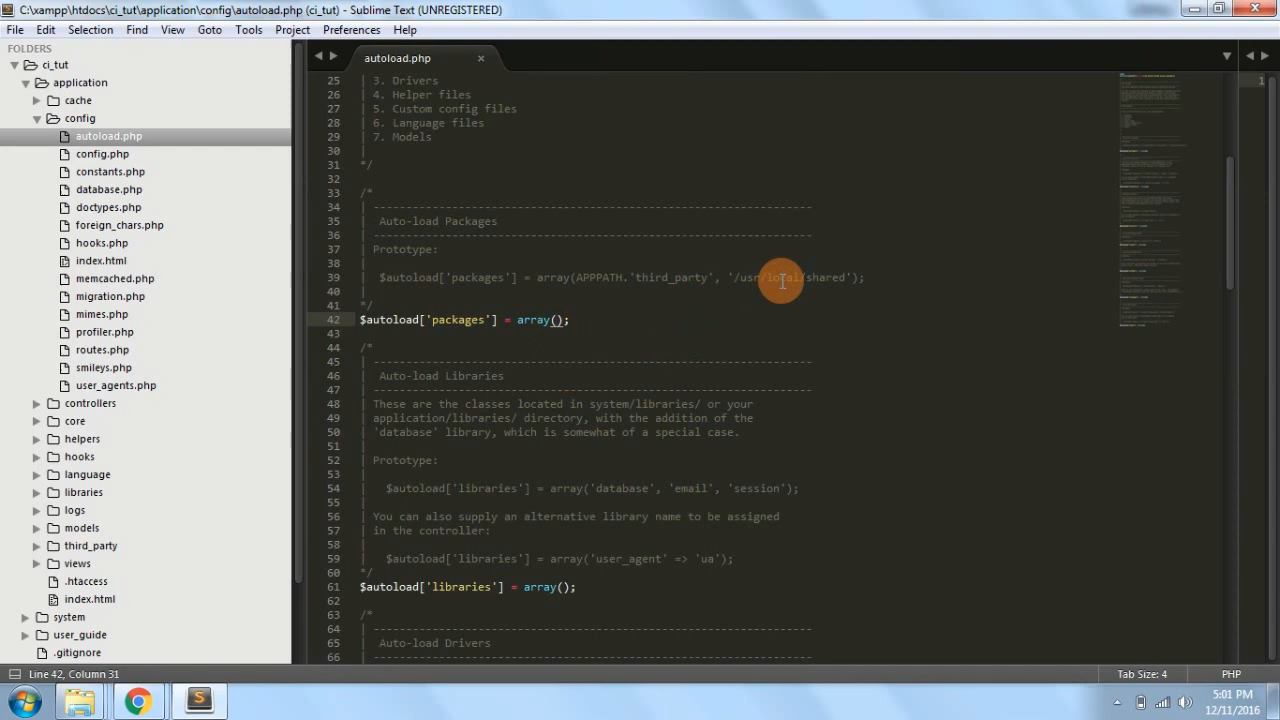 C:\xampp\htdocs\ci_tut\application\config\autoload.php (ci_tut) - Sublime Text (UNREGISTERED)
File Edit Selection Find View Goto Tools Project Preferences Help
FOLDERS
ci_tut
application
cache
config
autoload.php
config.php
constants.php
database.php
doctypes.php
foreign_chars.php
hooks.php
index.html
memcached.php
migration.php
mimes.php
profiler.php
routes.php
smileys.php
user_agents.php
controllers
core
helpers
hooks
language
libraries
logs
models
third_party
views
.htaccess
index.html
system
user_guide
.gitignore
autoload.php
25 | 3. Drivers
26 | 4. Helper files
27 | 5. Custom config files
28 | 6. Language files
29 | 7. Models
30 |
31 */
32
33 /*
34 | -------------------------------------------------------------------
35 |  Auto-load Packages
36 | -------------------------------------------------------------------
37 | Prototype:
38 |
39 |  $autoload['packages'] = array(APPPATH.'third_party', '/usr/local/shared');
40 |
41 */
42 $autoload['packages'] = array();
43
44 /*
45 | -------------------------------------------------------------------
46 |  Auto-load Libraries
47 | -------------------------------------------------------------------
48 | These are the classes located in system/libraries/ or your
49 | application/libraries/ directory, with the addition of the
50 | 'database' library, which is somewhat of a special case.
51 |
52 | Prototype:
53 |
54 |   $autoload['libraries'] = array('database', 'email', 'session');
55 |
56 | You can also supply an alternative library name to be assigned
57 | in the controller:
58 |
59 |   $autoload['libraries'] = array('user_agent' => 'ua');
60 */
61 $autoload['libraries'] = array();
62
63 /*
64 | -------------------------------------------------------------------
65 |  Auto-load Drivers
66 | -------------------------------------------------------------------
1
Line 42, Column 31
Tab Size: 4
PHP
5:01 PM
12/11/2016